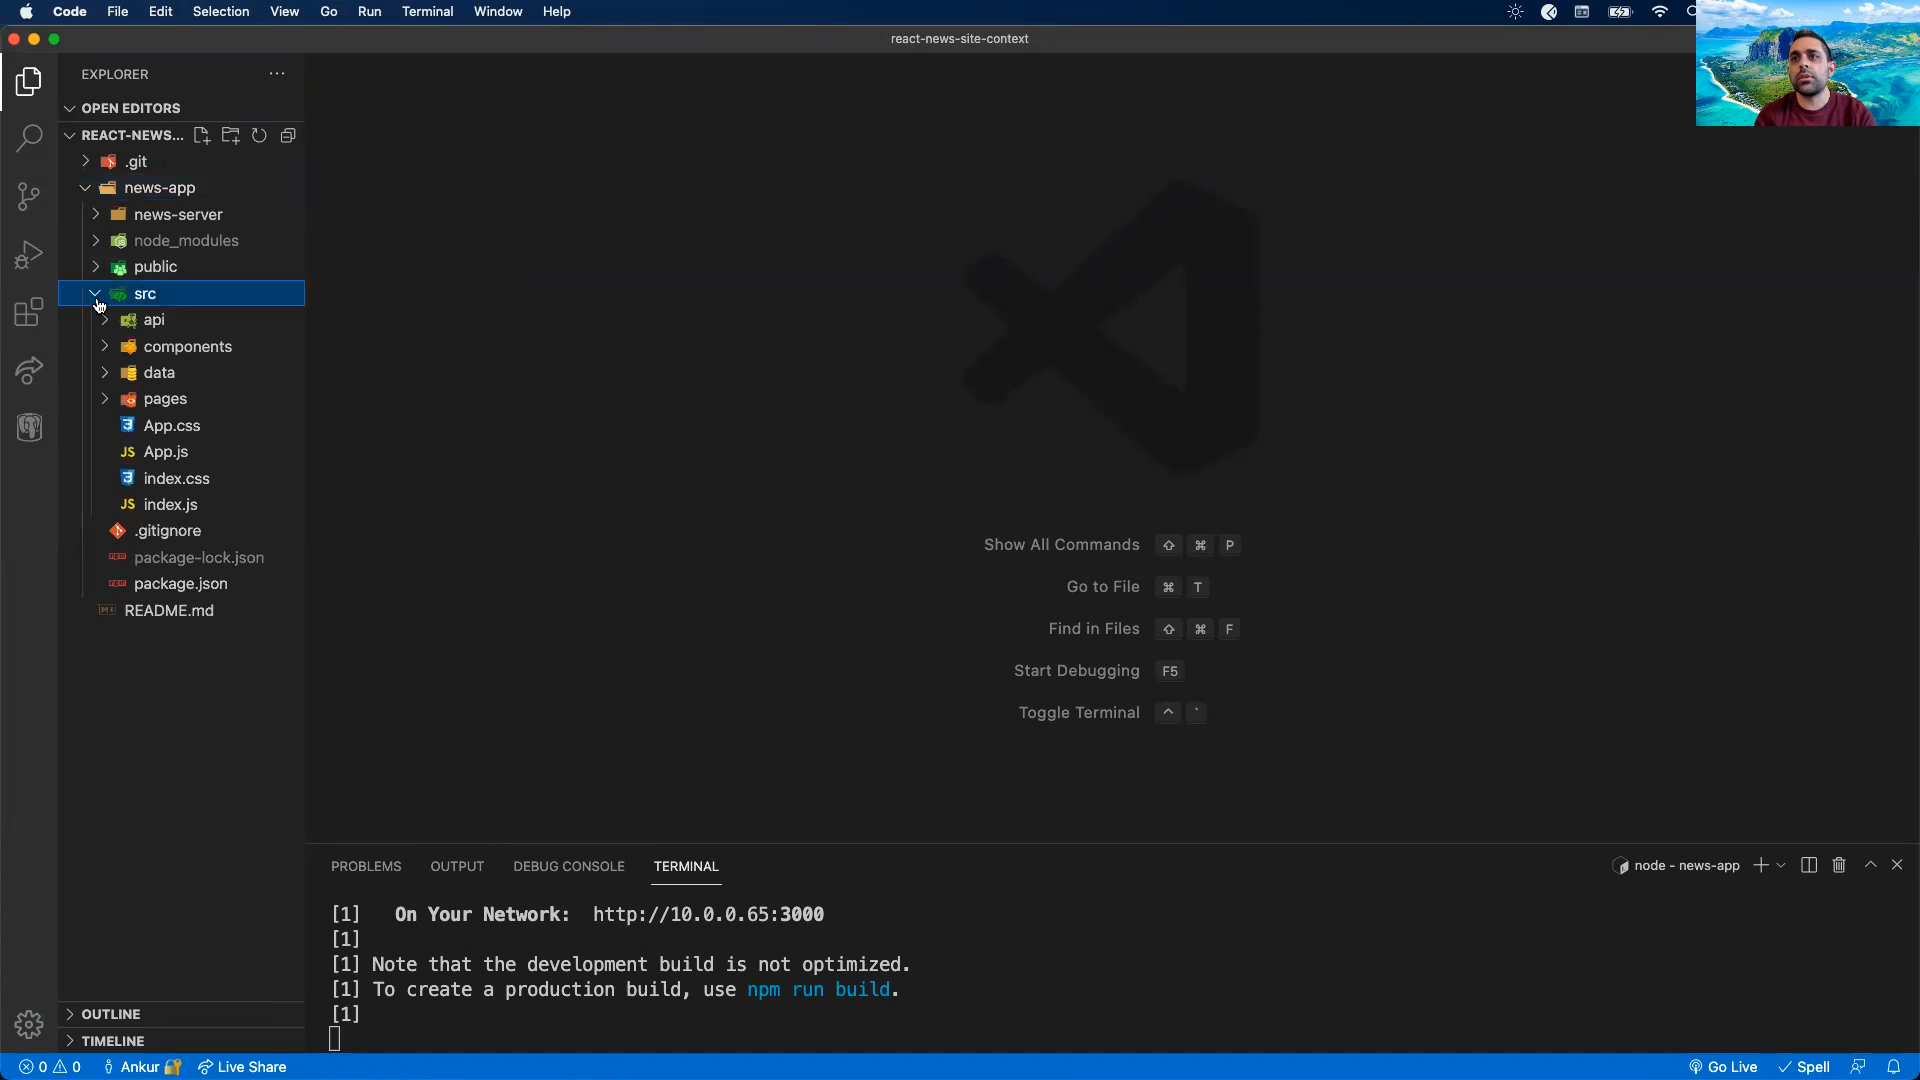 Code File Edit Selection View Go Run Terminal Window Help
react-news-site-context
EXPLORER
OPEN EDITORS
REACT-NEWS...
.git
news-app
news-server
node_modules
public
src
api
components
data
pages
App.css
JS App.js
index.css
JS index.js
.gitignore
package-lock.json
package.json
README.md
OUTLINE
TIMELINE
Show All Commands ⇧ ⌘ P
Go to File ⌘ T
Find in Files ⇧ ⌘ F
Start Debugging F5
Toggle Terminal ^ `
PROBLEMS OUTPUT DEBUG CONSOLE TERMINAL
node - news-app
[1] On Your Network: http://10.0.0.65:3000
[1]
[1] Note that the development build is not optimized.
[1] To create a production build, use npm run build.
[1]
0 0 Ankur Live Share
Go Live Spell